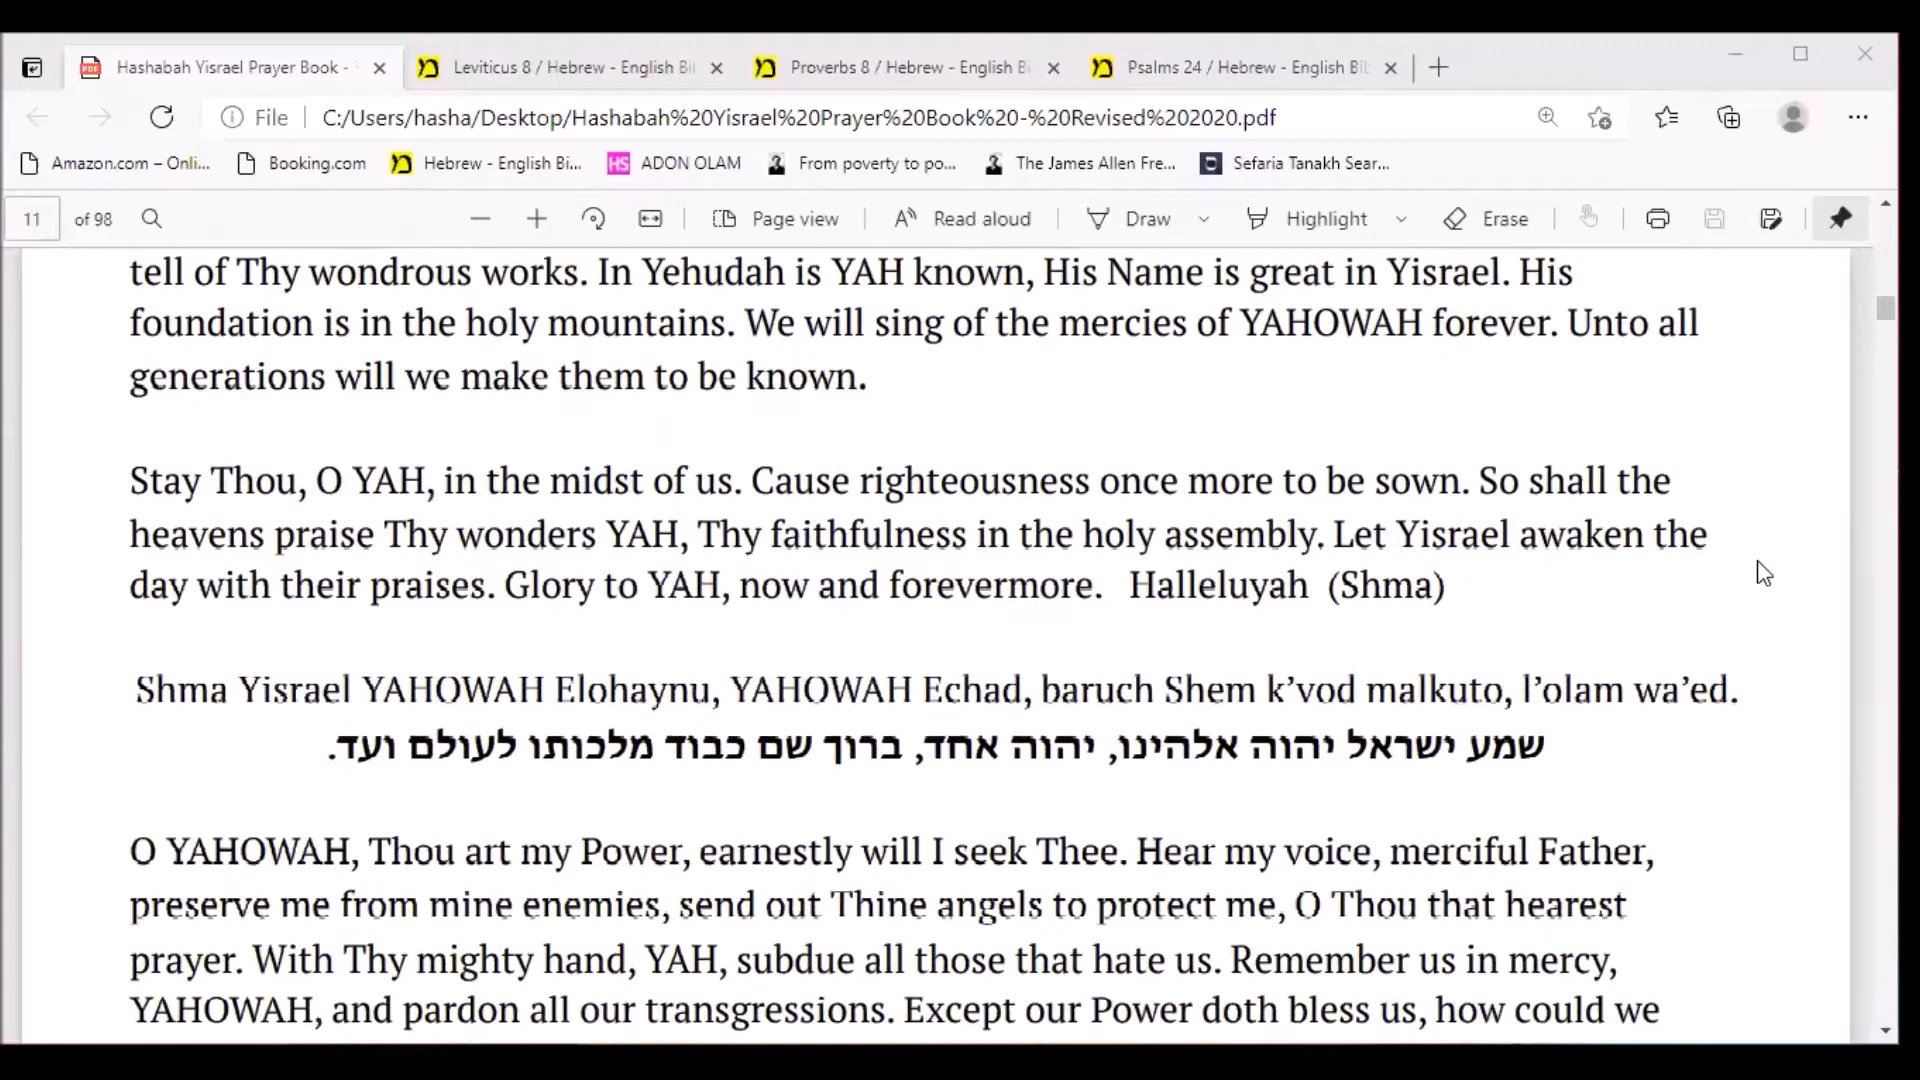 Hashabah Yisrael Prayer Book -
Leviticus 8 / Hebrew - English Bi
Proverbs 8 / Hebrew - English Bi
Psalms 24 / Hebrew - English Bib
File
C:/Users/hasha/Desktop/Hashabah%20Yisrael%20Prayer%20Book%20-%20Revised%202020.pdf
Amazon.com – Onli...
Booking.com
Hebrew - English Bi...
HS ADON OLAM
From poverty to po...
The James Allen Fre...
Sefaria Tanakh Sear...
11 of 98
Page view
Read aloud
Draw
Highlight
Erase
tell of Thy wondrous works. In Yehudah is YAH known, His Name is great in Yisrael. His
foundation is in the holy mountains. We will sing of the mercies of YAHOWAH forever. Unto all
generations will we make them to be known.
Stay Thou, O YAH, in the midst of us. Cause righteousness once more to be sown. So shall the
heavens praise Thy wonders YAH, Thy faithfulness in the holy assembly. Let Yisrael awaken the
day with their praises. Glory to YAH, now and forevermore. Halleluyah (Shma)
Shma Yisrael YAHOWAH Elohaynu, YAHOWAH Echad, baruch Shem k’vod malkuto, l’olam wa’ed.
שמע ישראל יהוה אלהינו, יהוה אחד, ברוך שם כבוד מלכותו לעולם ועד.
O YAHOWAH, Thou art my Power, earnestly will I seek Thee. Hear my voice, merciful Father,
preserve me from mine enemies, send out Thine angels to protect me, O Thou that hearest
prayer. With Thy mighty hand, YAH, subdue all those that hate us. Remember us in mercy,
YAHOWAH, and pardon all our transgressions. Except our Power doth bless us, how could we